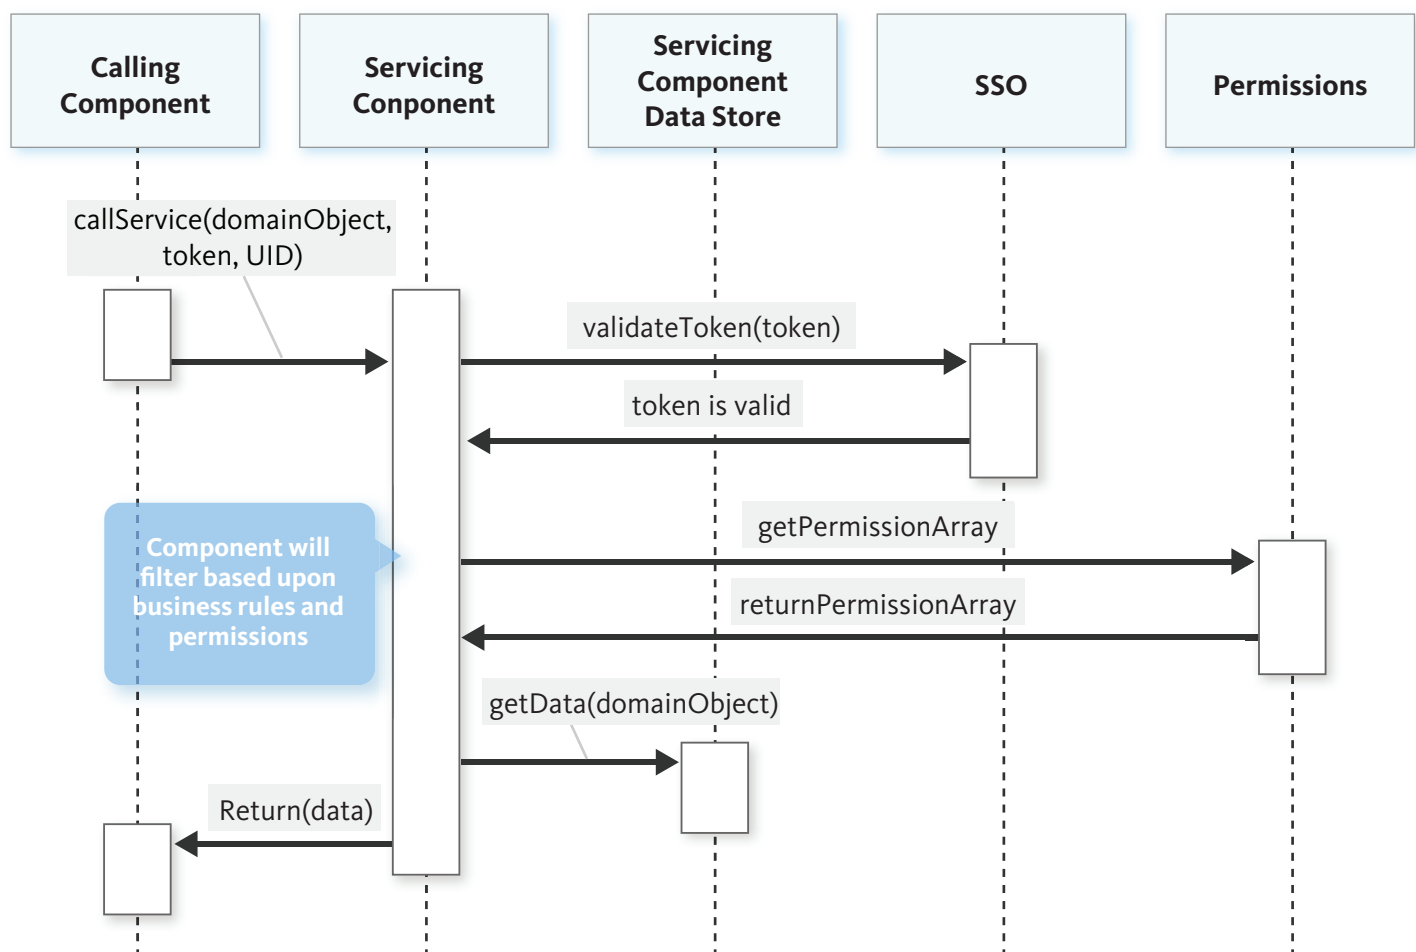 Calling
Component
Servicing
Conponent
Servicing
Component
Data Store
SSO
Permissions
callService(domainObject,
token, UID)
validateToken(token)
token is valid
getPermissionArray
Component will
filter based upon
business rules and
permissions
returnPermissionArray
getData(domainObject)
Return(data)